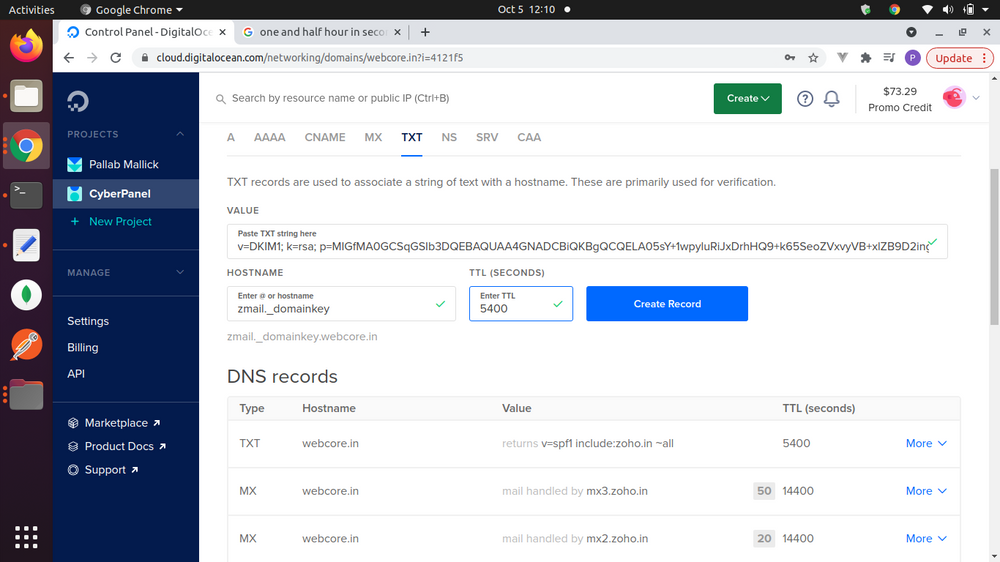 Activities
Google Chrome
Oct 5 12:10
Control Panel - DigitalOce
one and half hour in secon
cloud.digitalocean.com/networking/domains/webcore.in?i=4121f5
P
Update
Search by resource name or public IP (Ctrl+B)
Create
$73.29
Promo Credit
PROJECTS
Pallab Mallick
CyberPanel
+ New Project
MANAGE
Settings
Billing
API
Marketplace
Product Docs
Support
A AAAA CNAME MX TXT NS SRV CAA
TXT records are used to associate a string of text with a hostname. These are primarily used for verification.
VALUE
Paste TXT string here
v=DKIM1; k=rsa;
HOSTNAME
TTL (SECONDS)
Enter @ or hostname
zmail._domainkey
Enter TTL
5400
Create Record
zmail._domainkey.webcore.in
DNS records
Type Hostname Value TTL (seconds)
TXT webcore.in returns v=spf1 include:zoho.in ~all 5400 More
MX webcore.in mail handled by mx3.zoho.in 50 14400 More
MX webcore.in mail handled by mx2.zoho.in 20 14400 More